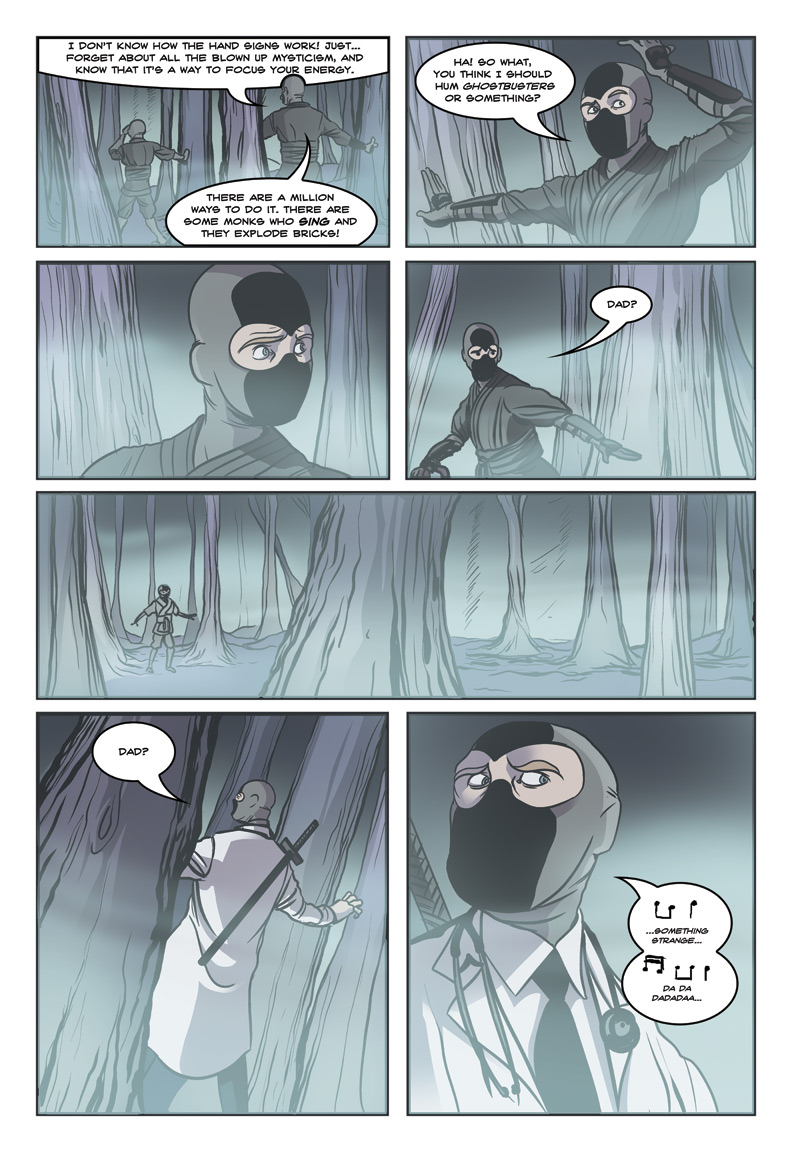 I DON'T KNOW HOW THE HAND SIGNS WORK! JUST...
FORGET ABOUT ALL THE BLOWN UP MYSTICISM, AND
KNOW THAT IT'S A WAY TO FOCUS YOUR ENERGY.
THERE ARE A MILLION
WAYS TO DO IT. THERE ARE
SOME MONKS WHO SING AND
THEY EXPLODE BRICKS!
HA! SO WHAT,
YOU THINK I SHOULD
HUM GHOSTBUSTERS
OR SOMETHING?
DAD?
DAD?
...SOMETHING
STRANGE...
DA DA
DADADAA...